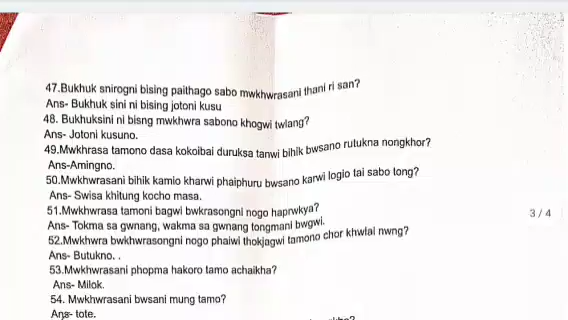 47.Bukhuk snirogni bising paithago sabo mwkhwrasani thani ri san?
Ans- Bukhuk sini ni bising jotoni kusu
48. Bukhuksini ni bisng mwkhwra sabono khogwi twlang?
Ans- Jotoni kusuno.
49.Mwkhrasa tamono dasa kokoibai duruksa tanwi bihik bwsano rutukna nongkhor?
Ans-Amingno.
50.Mwkhwrasani bihik kamio kharwi phaiphuru bwsano karwi logio tai sabo tong?
Ans- Swisa khitung kocho masa.
51.Mwkhwrasa tamoni bagwi bwkrasongni nogo haprwkya?
3 / 4
Ans- Tokma sa gwnang, wakma sa gwnang tongmani bwgwi.
52.Mwkhwra bwkhwrasongni nogo phaiwi thokjagwi tamono chor khwlai nwng?
Ans- Butukno. .
53.Mwkhwrasani phopma hakoro tamo achaikha?
Ans- Milok.
54. Mwkhwrasani bwsani mung tamo?
Ans- tote.